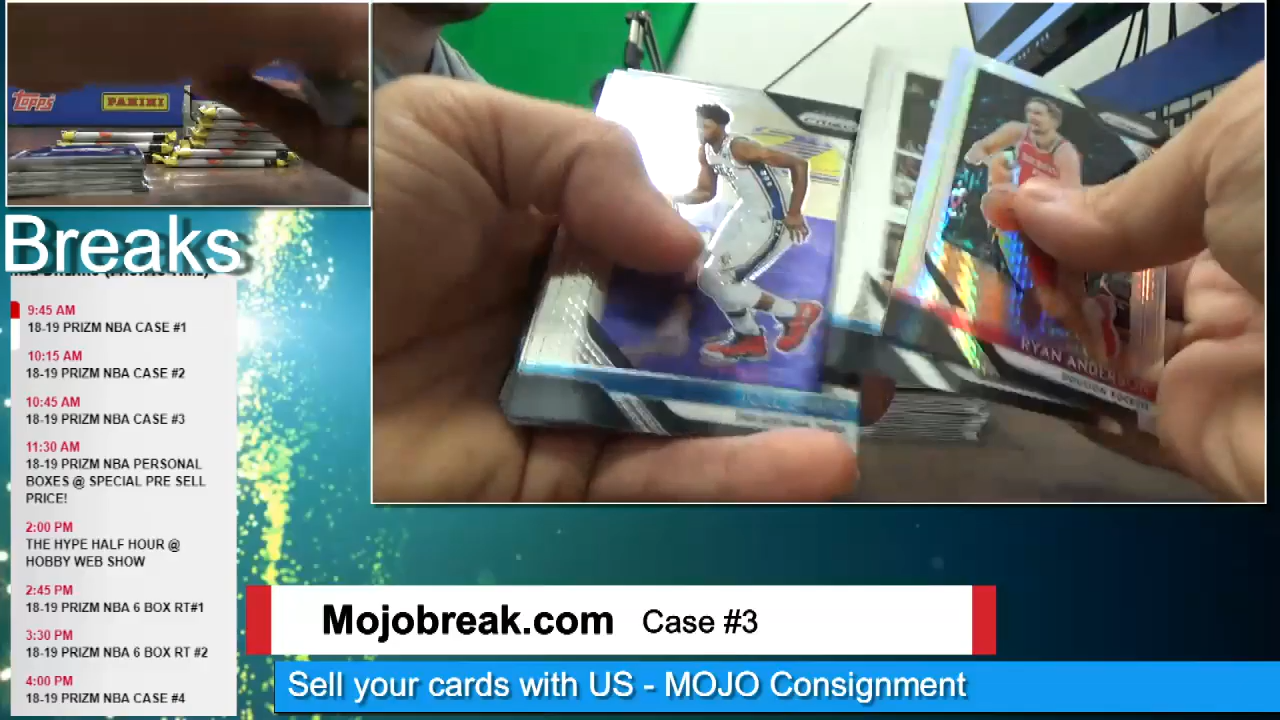 Topps
PANINI
PRIZM
PRIZM
RYAN ANDERSON
HOUSTON ROCKETS
Breaks
9:45 AM
18-19 PRIZM NBA CASE #1
10:15 AM
18-19 PRIZM NBA CASE #2
10:45 AM
18-19 PRIZM NBA CASE #3
11:30 AM
18-19 PRIZM NBA PERSONAL
BOXES @ SPECIAL PRE SELL
PRICE!
2:00 PM
THE HYPE HALF HOUR @
HOBBY WEB SHOW
2:45 PM
18-19 PRIZM NBA 6 BOX RT#1
3:30 PM
18-19 PRIZM NBA 6 BOX RT #2
4:00 PM
18-19 PRIZM NBA CASE #4
Mojobreak.com Case #3
Sell your cards with US - MOJO Consignment